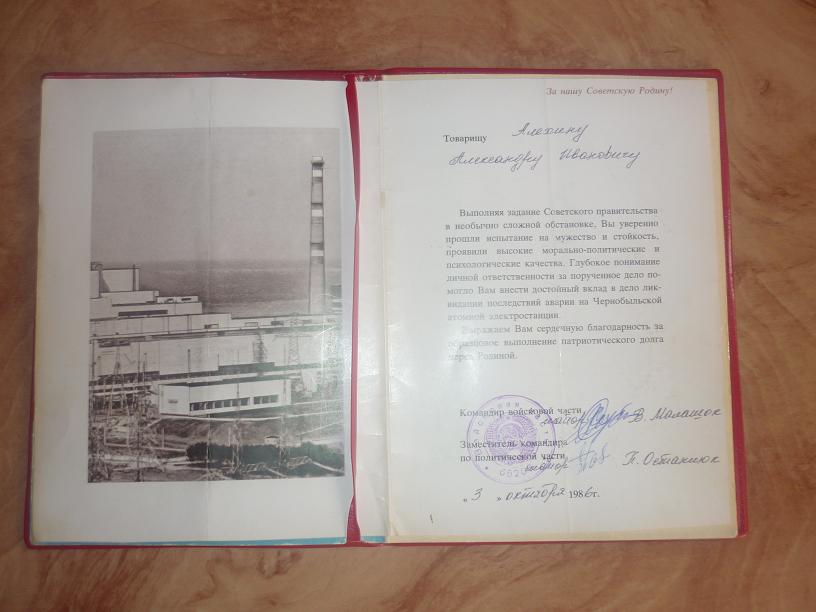 За нашу Советскую Родину!
Товарищу Алехину
Александру Ивановичу
Выполняя задание Советского правительства
в необычно сложной обстановке, Вы уверенно
прошли испытание на мужество и стойкость,
проявили высокие морально-политические и
психологические качества. Глубокое понимание
личной ответственности за порученное дело по-
могло Вам внести достойный вклад в дело лик-
видации последствий аварии на Чернобыльской
атомной электростанции.
Выражаем Вам сердечную благодарность за
образцовое выполнение патриотического долга
перед Родиной.
Командир войсковой части
майор В. Малашок
Заместитель командира
по политической части
майор П. Остапчюк
„ 3 " октября 1986г.